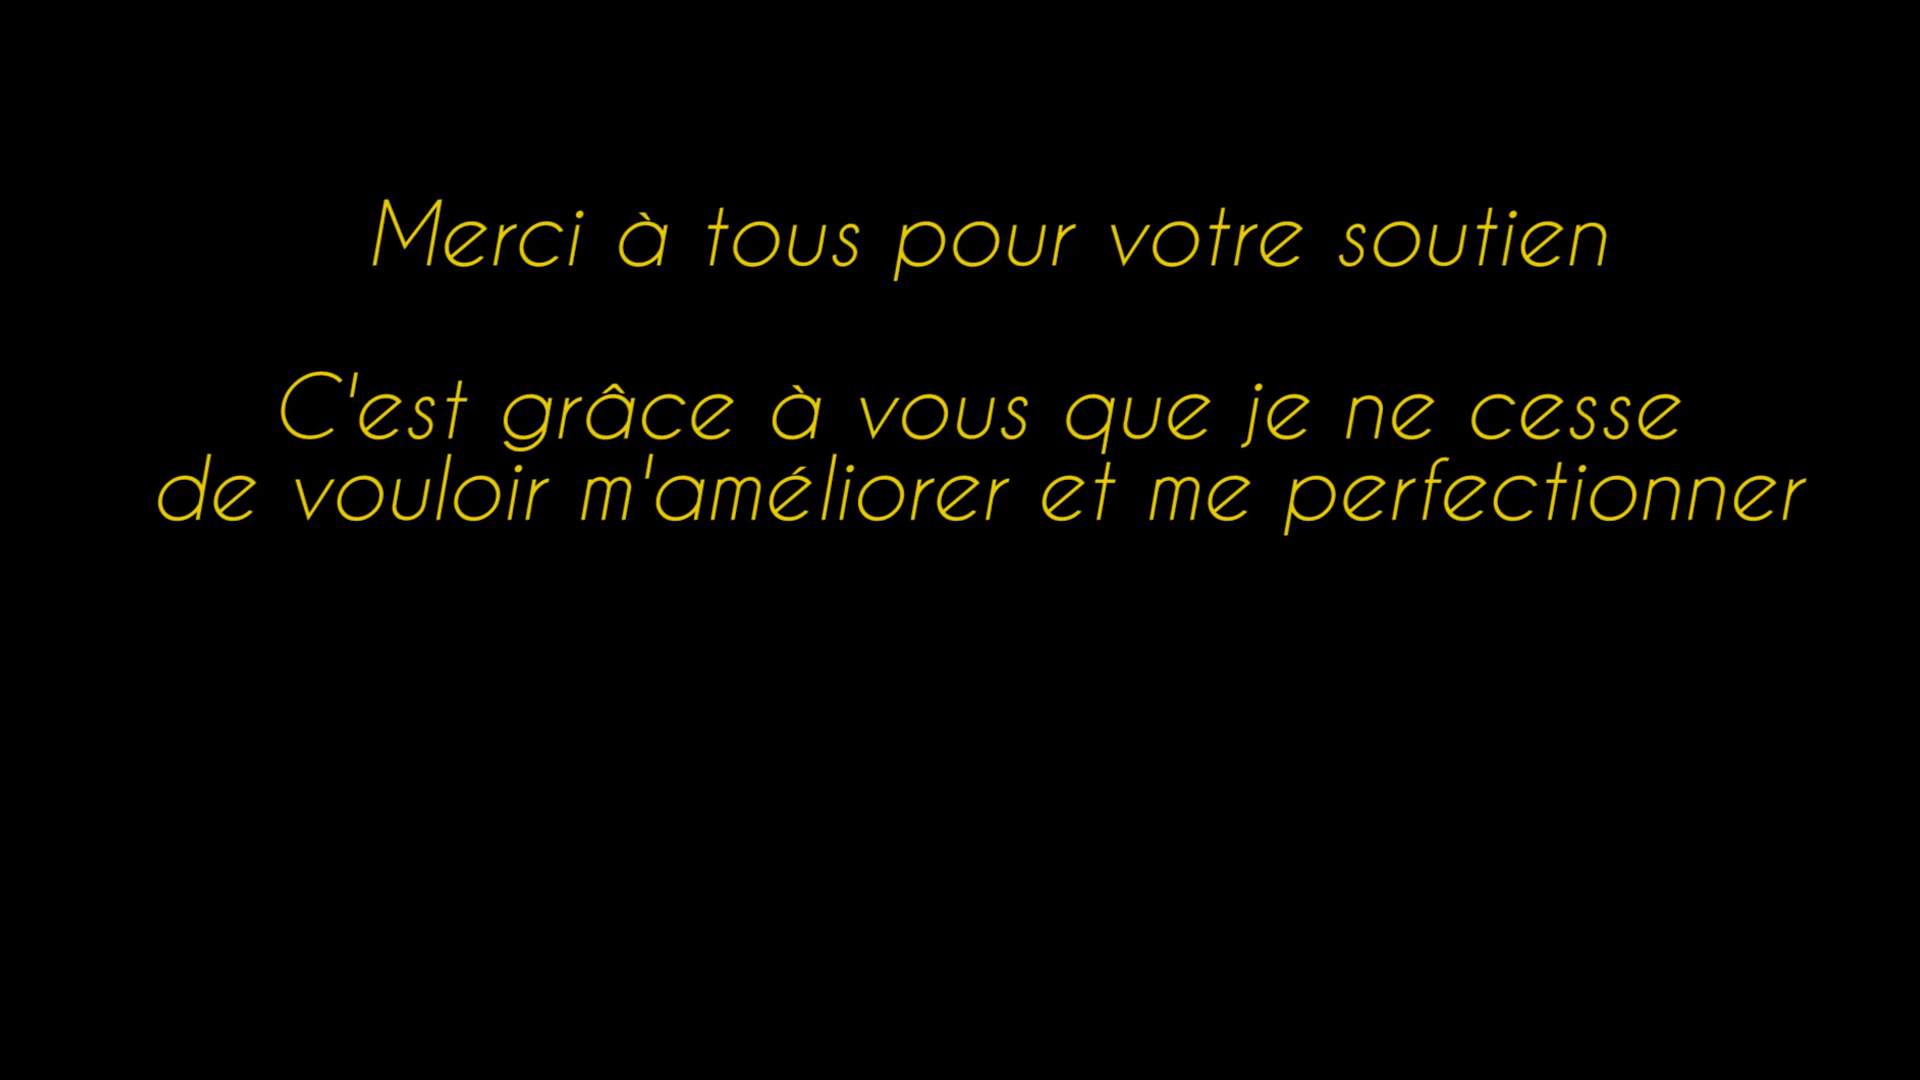 Merci à tous pour votre soutien
C'est grâce à vous que je ne cesse
de vouloir m'améliorer et me perfectionner